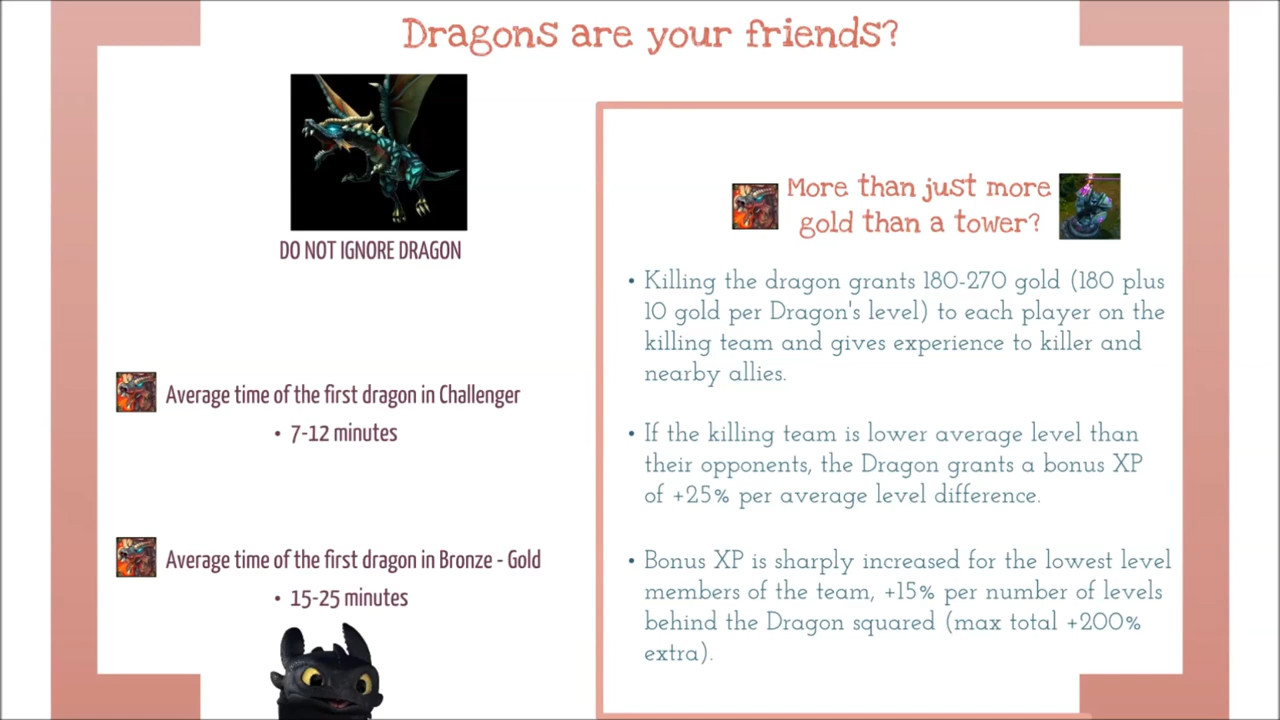 Dragons are your friends?
DO NOT IGNORE DRAGON
Average time of the first dragon in Challenger
• 7-12 minutes
Average time of the first dragon in Bronze - Gold
• 15-25 minutes
More than just more
gold than a tower?
• Killing the dragon grants 180-270 gold (180 plus
10 gold per Dragon's level) to each player on the
killing team and gives experience to killer and
nearby allies.
• If the killing team is lower average level than
their opponents, the Dragon grants a bonus XP
of +25% per average level difference.
• Bonus XP is sharply increased for the lowest level
members of the team, +15% per number of levels
behind the Dragon squared (max total +200%
extra).